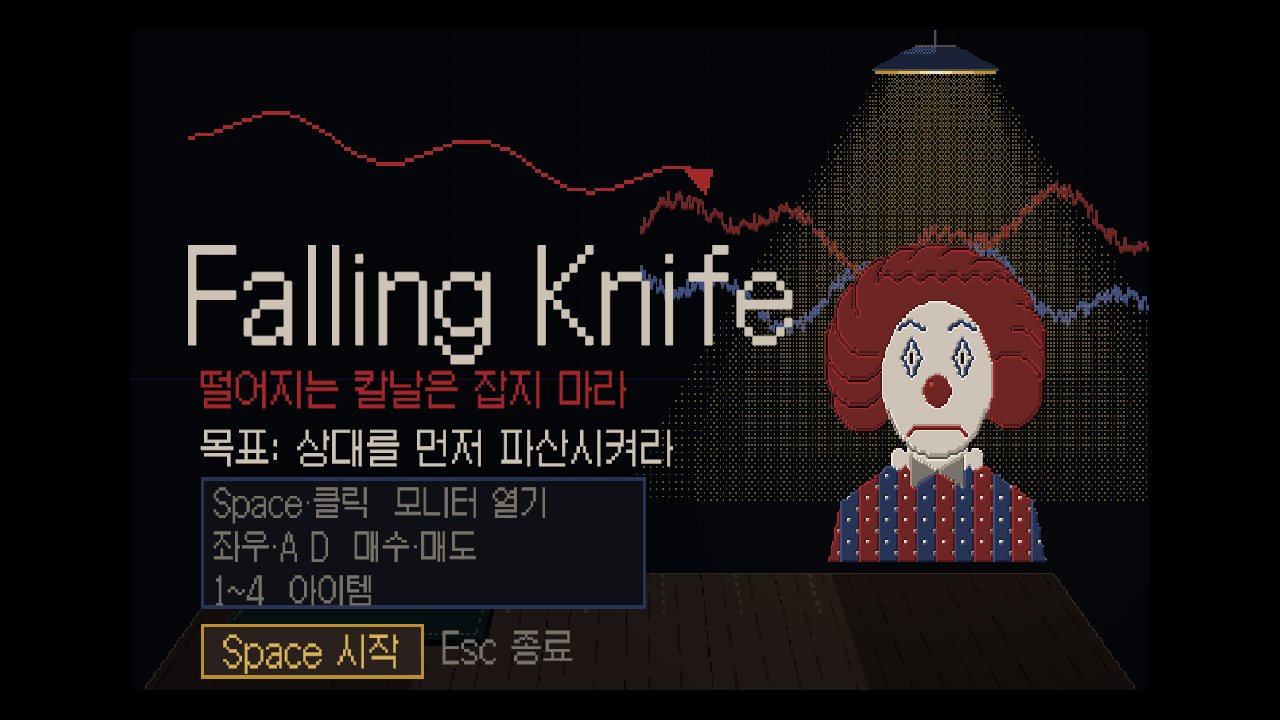 Falling Knife
떨어지는 칼날은 잡지 마라
목표: 상대를 먼저 파산시켜라
Space·클릭 모니터 열기
좌우·A D 매수·매도
1~4 아이템
Space 시작 Esc 종료